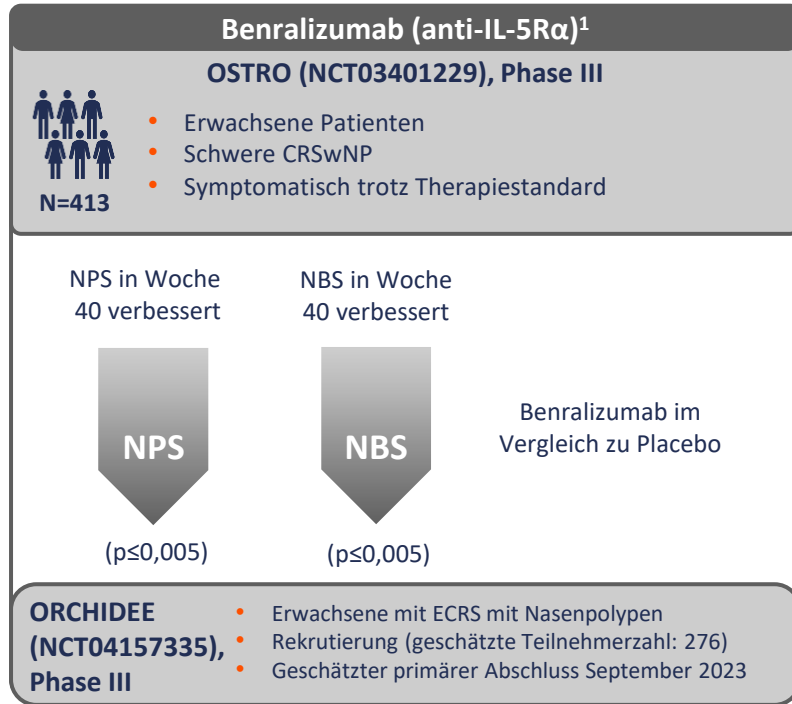 Benralizumab (anti-IL-5Rα)¹
OSTRO (NCT03401229), Phase III
N=413
• Erwachsene Patienten
• Schwere CRSwNP
• Symptomatisch trotz Therapiestandard
NPS in Woche
40 verbessert
NPS
(p≤0,005)
NBS in Woche
40 verbessert
NBS
(p≤0,005)
Benralizumab im
Vergleich zu Placebo
ORCHIDEE
(NCT04157335),
Phase III
• Erwachsene mit ECRS mit Nasenpolypen
• Rekrutierung (geschätzte Teilnehmerzahl: 276)
• Geschätzter primärer Abschluss September 2023